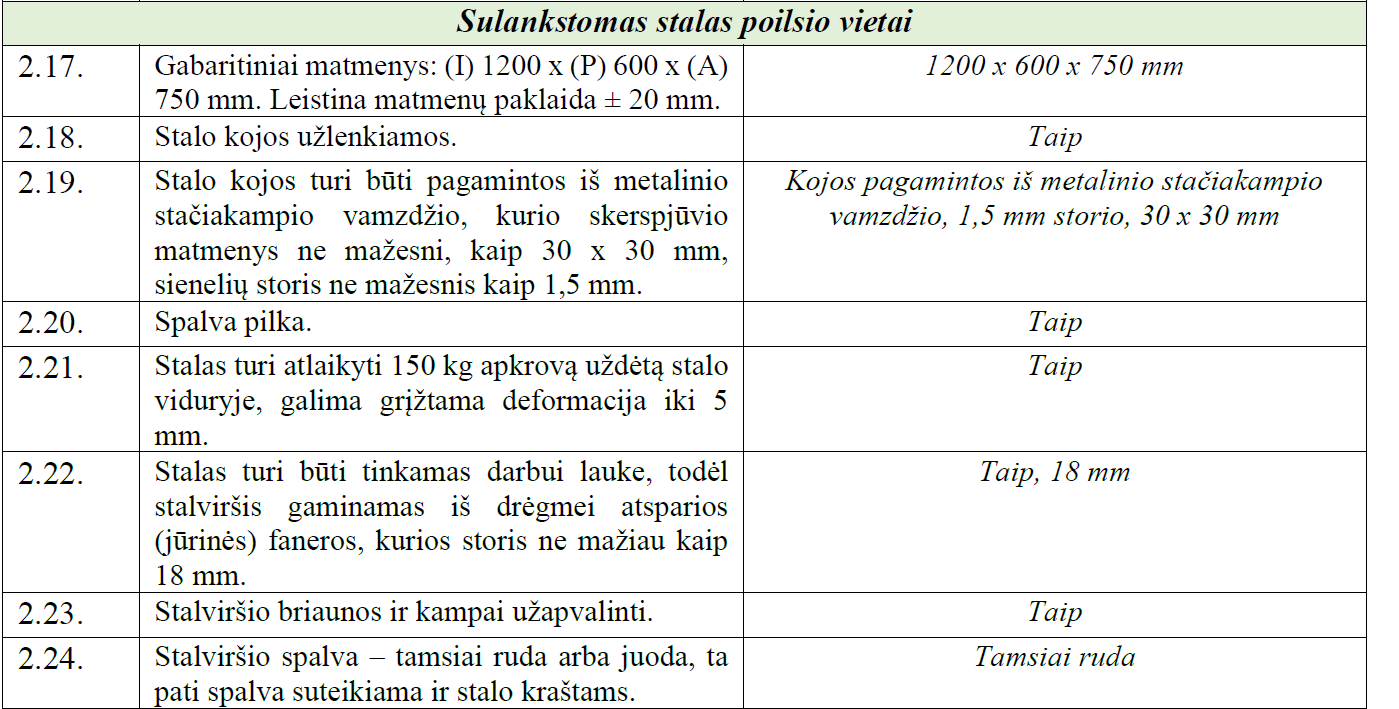 Sulankstomas stalas poilsio vietai
2.17.
Gabaritiniai matmenys: (I) 1200 x (P) 600 x (A)
750 mm. Leistina matmenų paklaida ± 20 mm.
1200 x 600 x 750 mm
2.18.
Stalo kojos užlenkiamos.
Taip
2.19.
Stalo kojos turi būti pagamintos iš metalinio
stačiakampio vamzdžio, kurio skerspjūvio
matmenys ne mažesni, kaip 30 x 30 mm,
sienelių storis ne mažesnis kaip 1,5 mm.
Kojos pagamintos iš metalinio stačiakampio
vamzdžio, 1,5 mm storio, 30 x 30 mm
2.20.
Spalva pilka.
Taip
2.21.
Stalas turi atlaikyti 150 kg apkrovą uždėtą stalo
viduryje, galima grįžtama deformacija iki 5
mm.
Taip
2.22.
Stalas turi būti tinkamas darbui lauke, todėl
stalviršis gaminamas iš drėgmei atsparios
(jūrinės) faneros, kurios storis ne mažiau kaip
18 mm.
Taip, 18 mm
2.23.
Stalviršio briaunos ir kampai užapvalinti.
Taip
2.24.
Stalviršio spalva – tamsiai ruda arba juoda, ta
pati spalva suteikiama ir stalo kraštams.
Tamsiai ruda